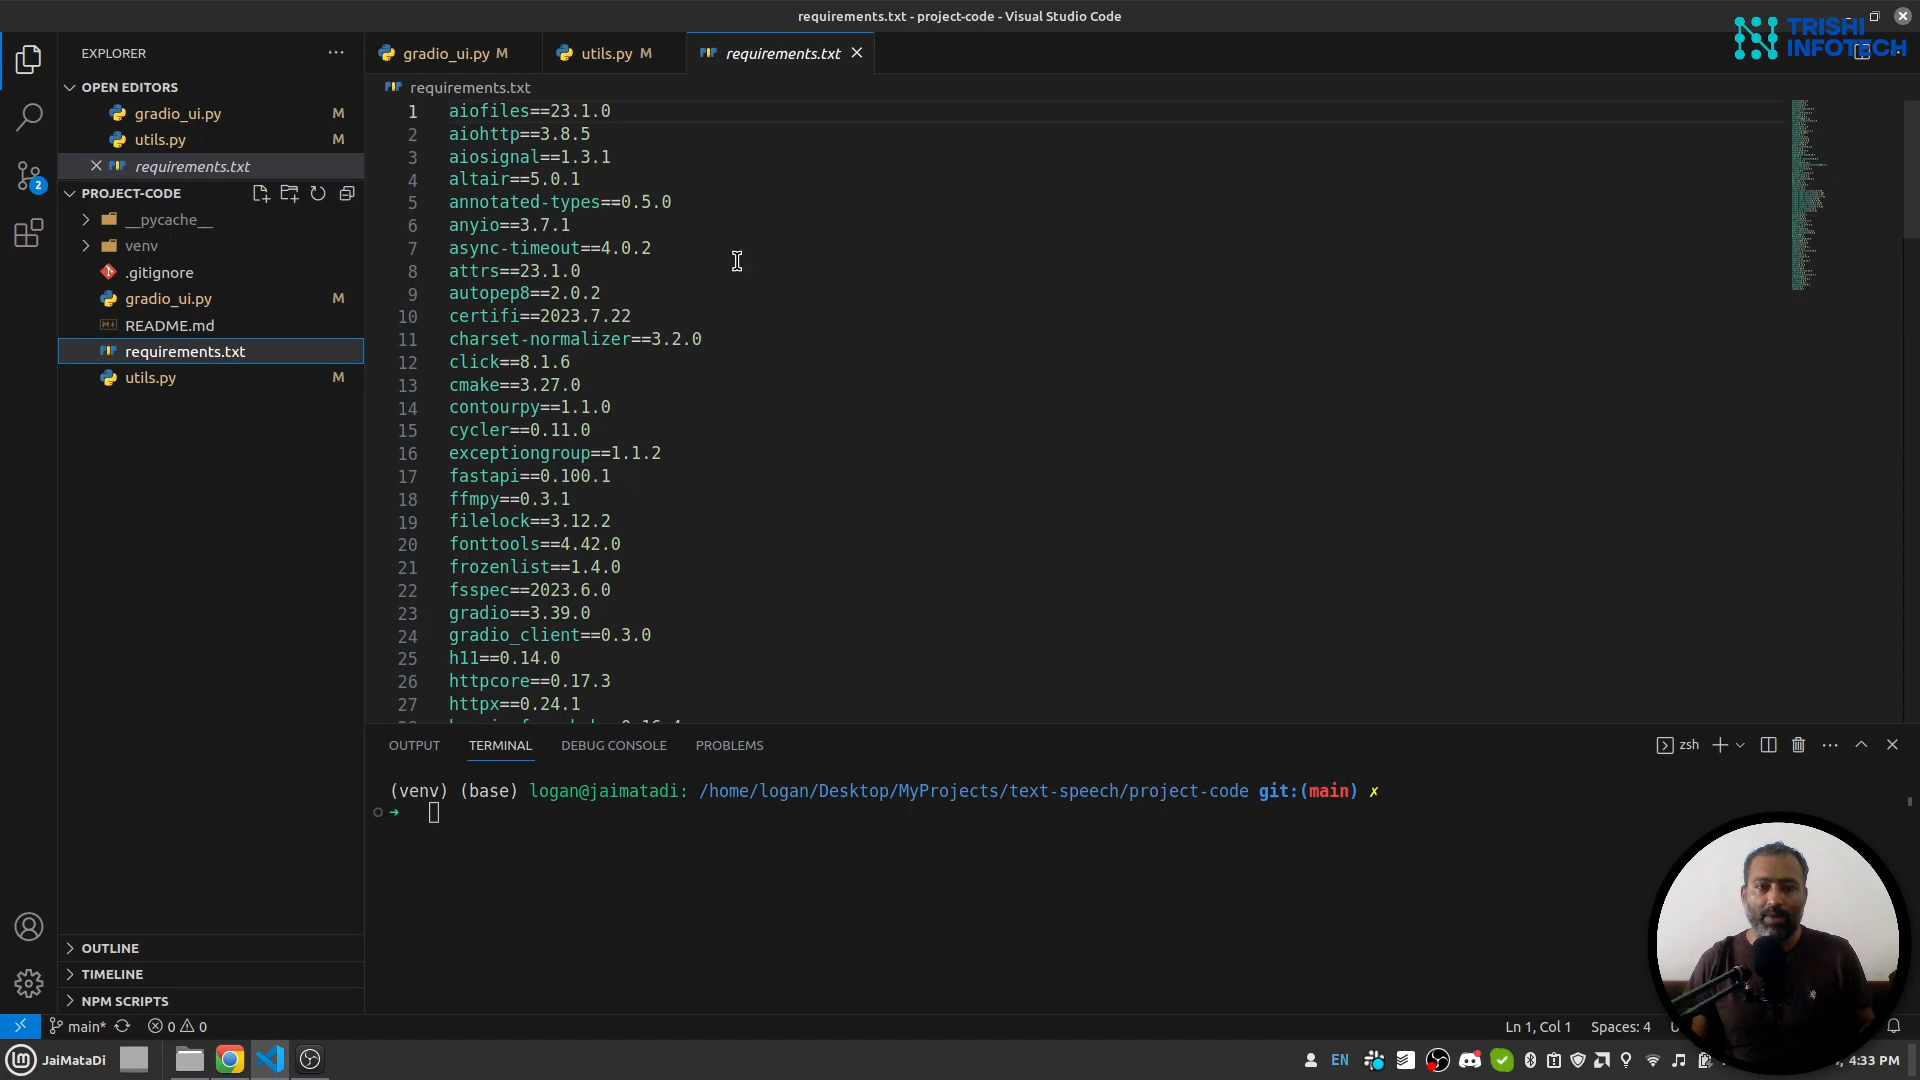 requirements.txt - project-code - Visual Studio Code
TRISHI
INFOTECH
EXPLORER
gradio_ui.py M
utils.py M
requirements.txt
OPEN EDITORS
gradio_ui.py M
utils.py M
requirements.txt
PROJECT-CODE
__pycache__
venv
.gitignore
gradio_ui.py M
README.md
requirements.txt
utils.py M
OUTLINE
TIMELINE
NPM SCRIPTS
2
requirements.txt
1 aiofiles==23.1.0
2 aiohttp==3.8.5
3 aiosignal==1.3.1
4 altair==5.0.1
5 annotated-types==0.5.0
6 anyio==3.7.1
7 async-timeout==4.0.2
8 attrs==23.1.0
9 autopep8==2.0.2
10 certifi==2023.7.22
11 charset-normalizer==3.2.0
12 click==8.1.6
13 cmake==3.27.0
14 contourpy==1.1.0
15 cycler==0.11.0
16 exceptiongroup==1.1.2
17 fastapi==0.100.1
18 ffmpy==0.3.1
19 filelock==3.12.2
20 fonttools==4.42.0
21 frozenlist==1.4.0
22 fsspec==2023.6.0
23 gradio==3.39.0
24 gradio_client==0.3.0
25 h11==0.14.0
26 httpcore==0.17.3
27 httpx==0.24.1
OUTPUT TERMINAL DEBUG CONSOLE PROBLEMS
zsh
(venv) (base) logan@jaimatadi: /home/logan/Desktop/MyProjects/text-speech/project-code git:(main) ✗
➜
main* 0 0
Ln 1, Col 1 Spaces: 4
JaiMataDi
EN
4:33 PM